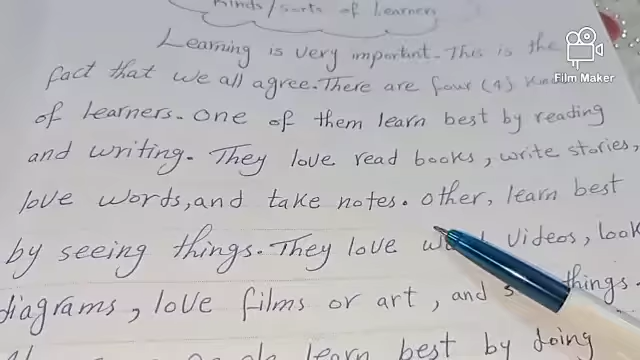 Kinds/sorts of Learners
Learning is very important. This is the
fact that we all agree. There are four (4) Kind
of learners. One of them learn best by reading
and writing. They love read books, write stories,
love words, and take notes. other, learn best
by seeing things. They love videos, look
diagrams, love films or art, and things.
learn best by doing
Film Maker